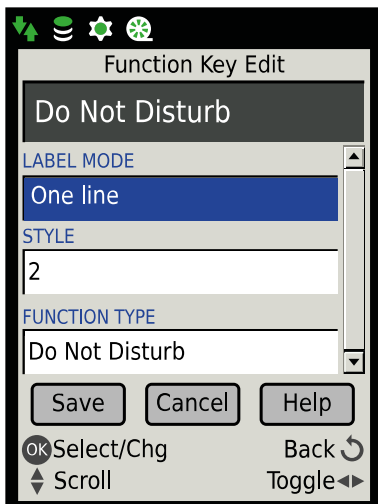 Function Key Edit
Do Not Disturb
LABEL MODE
One line
STYLE
2
FUNCTION TYPE
Do Not Disturb
Save Cancel Help
OK Select/Chg Back
Scroll Toggle